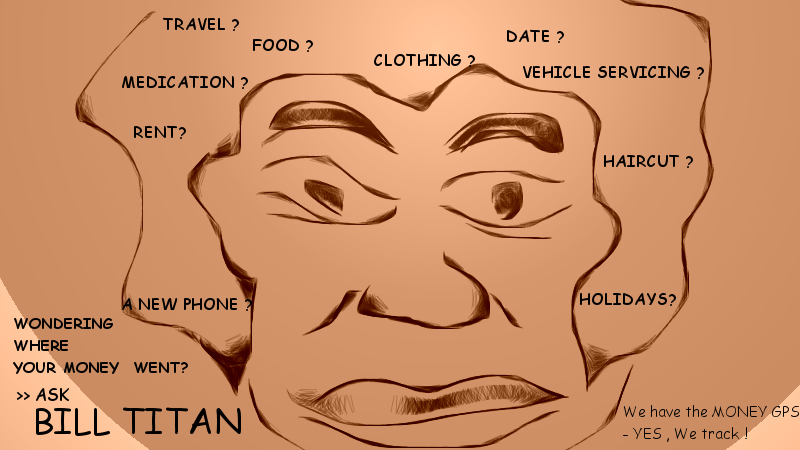 TRAVEL ?
FOOD ?
DATE ?
CLOTHING ?
VEHICLE SERVICING ?
MEDICATION ?
RENT?
HAIRCUT ?
A NEW PHONE ?
HOLIDAYS?
WONDERING
WHERE
YOUR MONEY WENT?
>> ASK
BILL TITAN
We have the MONEY GPS
- YES , We track !